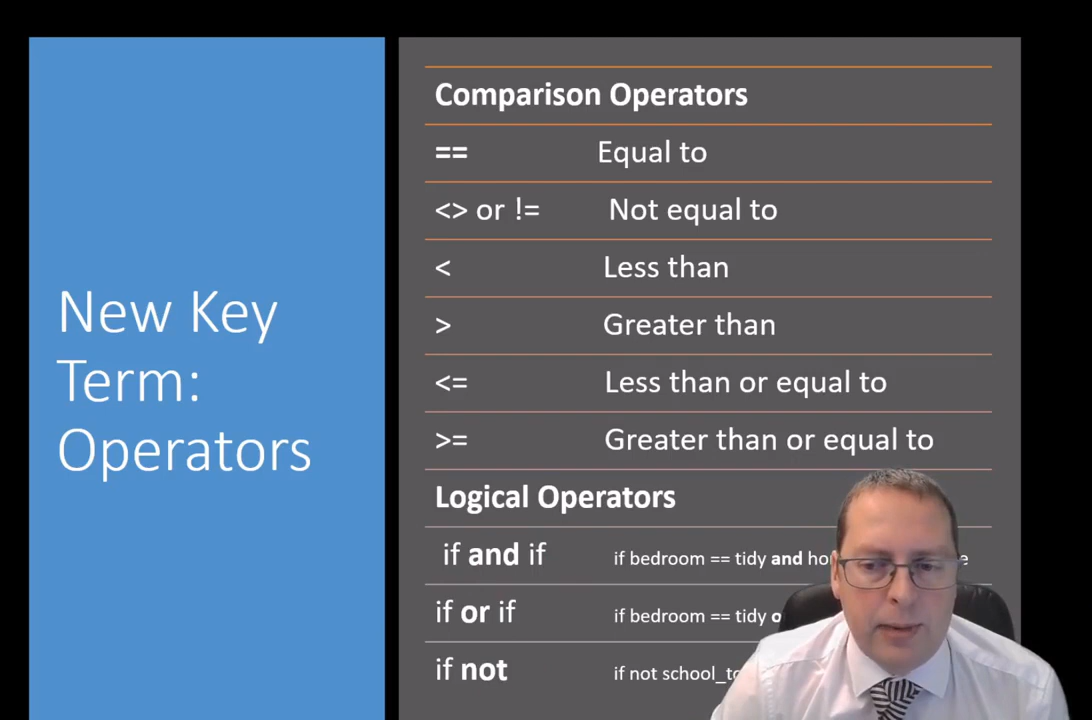 New Key
Term:
Operators
Comparison Operators
== Equal to
<> or != Not equal to
< Less than
> Greater than
<= Less than or equal to
>= Greater than or equal to
Logical Operators
if and if if bedroom == tidy and
if or if if bedroom == tidy
if not if not